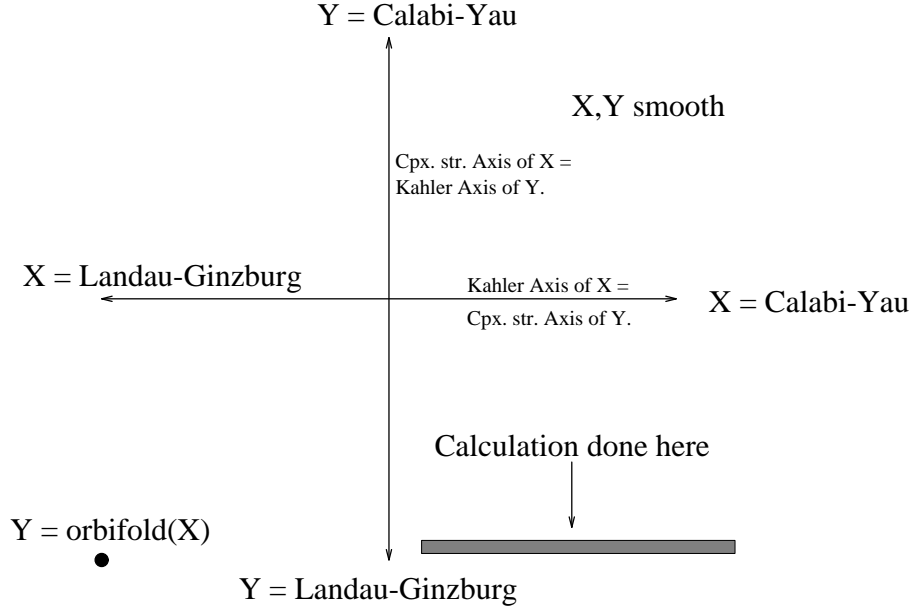 Y = Calabi-Yau
X,Y smooth
Cpx. str. Axis of X =
Kahler Axis of Y.
X = Landau-Ginzburg
Kahler Axis of X =
X = Calabi-Yau
Cpx. str. Axis of Y.
Calculation done here
Y = orbifold(X)
Y = Landau-Ginzburg